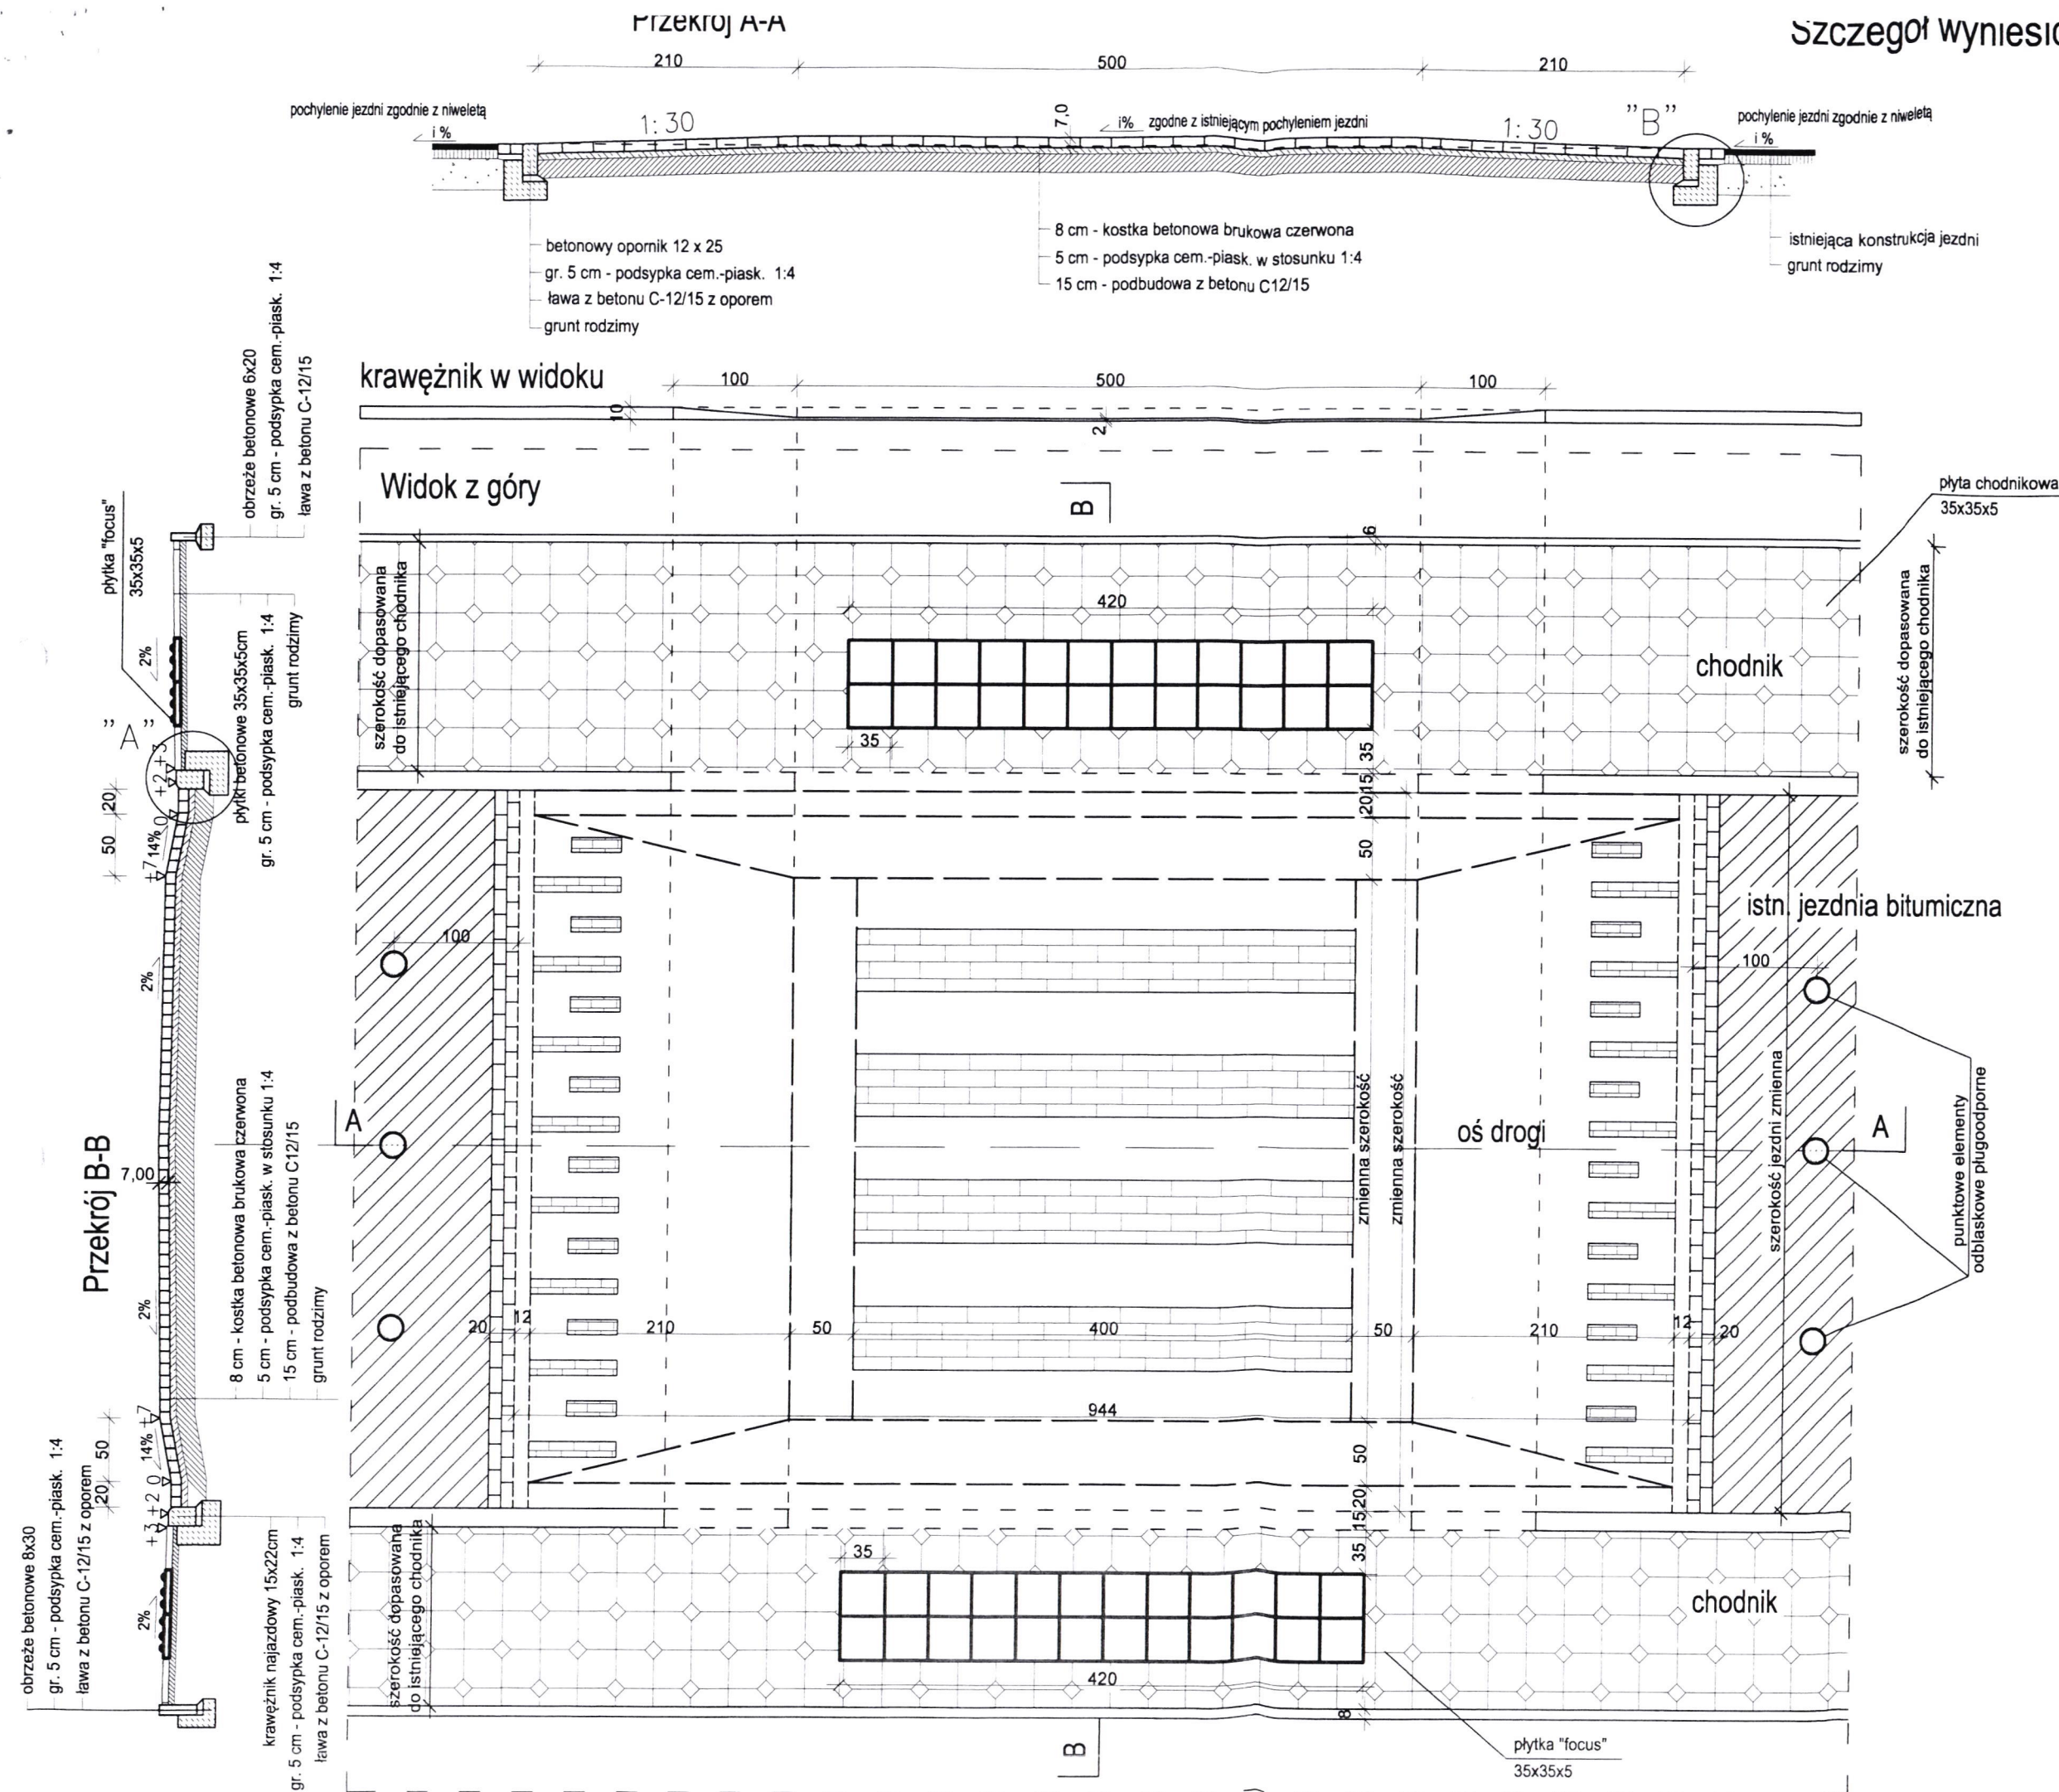 Przekrój A-A
Szczegół wyniesio
210
500
210
pochylenie jezdni zgodnie z niweletą
i %
1:30
7,0
i% zgodne z istniejącym pochyleniem jezdni
1:30
"B"
pochylenie jezdni zgodnie z niweletą
i %
betonowy opornik 12 x 25
gr. 5 cm - podsypka cem.-piask. 1:4
ława z betonu C-12/15 z oporem
grunt rodzimy
8 cm - kostka betonowa brukowa czerwona
5 cm - podsypka cem.-piask. w stosunku 1:4
15 cm - podbudowa z betonu C12/15
istniejąca konstrukcja jezdni
grunt rodzimy
krawężnik w widoku
100
500
100
10
2
Widok z góry
B
6
płyta chodnikowa
35x35x5
szerokość dopasowana
do istniejącego chodnika
420
chodnik
szerokość dopasowana
do istniejącego chodnika
35
35
15
20
50
istn. jezdnia bitumiczna
100
100
A
oś drogi
A
zmienna szerokość
zmienna szerokość
szerokość jezdni zmienna
punktowe elementy
odblaskowe pługoodporne
20
12
210
50
400
50
210
12
20
944
50
20
15
35
35
szerokość dopasowana
do istniejącego chodnika
chodnik
420
8
B
płytka "focus"
35x35x5
Przekrój B-B
obrzeże betonowe 6x20
gr. 5 cm - podsypka cem.-piask. 1:4
ława z betonu C-12/15
płytka "focus"
35x35x5
2%
płytki betonowe 35x35x5cm
gr. 5 cm - podsypka cem.-piask. 1:4
grunt rodzimy
"A"
+3
+2
0
+7
20
50
14%
2%
7,00
8 cm - kostka betonowa brukowa czerwona
5 cm - podsypka cem.-piask. w stosunku 1:4
15 cm - podbudowa z betonu C12/15
grunt rodzimy
2%
+7
14%
50
20
0
+2
+3
2%
obrzeże betonowe 8x30
gr. 5 cm - podsypka cem.-piask. 1:4
ława z betonu C-12/15 z oporem
krawężnik najazdowy 15x22cm
gr. 5 cm - podsypka cem.-piask. 1:4
ława z betonu C-12/15 z oporem